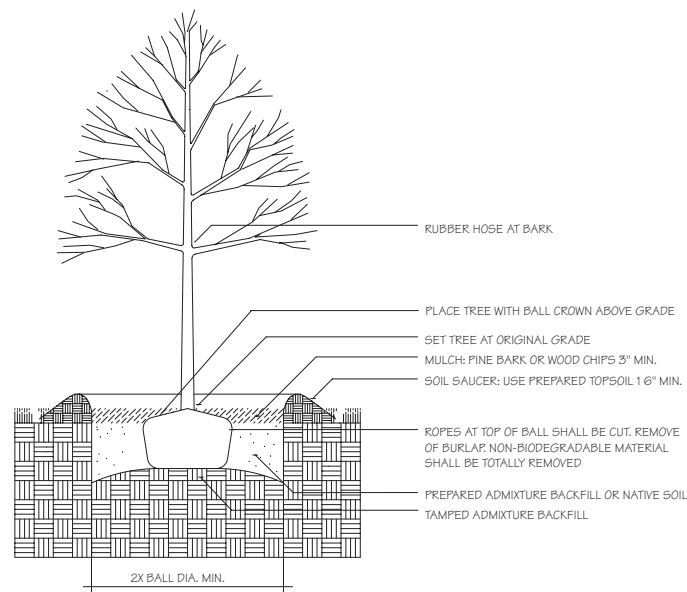 RUBBER HOSE AT BARK
PLACE TREE WITH BALL CROWN ABOVE GRADE
SET TREE AT ORIGINAL GRADE
MULCH: PINE BARK OR WOOD CHIPS 3" MIN.
SOIL SAUCER: USE PREPARED TOPSOIL 1 6" MIN.
ROPES AT TOP OF BALL SHALL BE CUT. REMOVE
OF BURLAP. NON-BIODEGRADABLE MATERIAL
SHALL BE TOTALLY REMOVED
PREPARED ADMIXTURE BACKFILL OR NATIVE SOIL
TAMPED ADMIXTURE BACKFILL
2X BALL DIA. MIN.